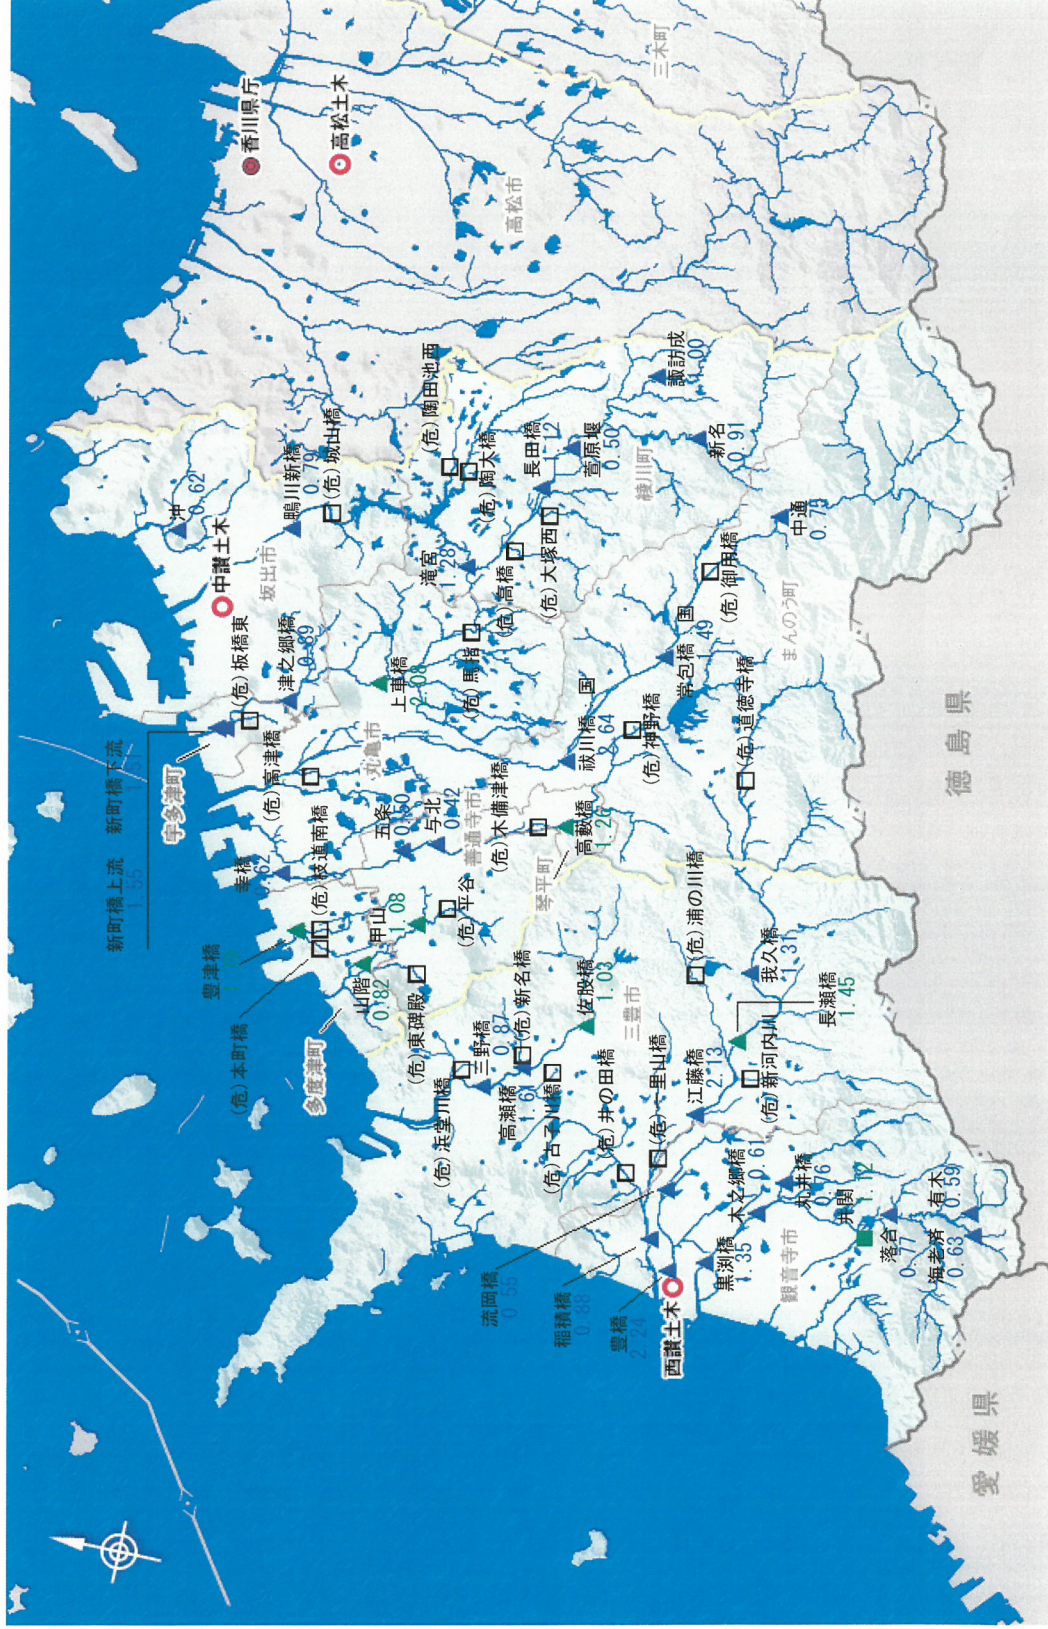 香川県庁
高松土木
三木町
高松市
沖
0.62
中讃土木
坂出市
鴨川新橋
0.79
(危)城山橋
(危)陶田池西
(危)陶大橋
長田橋
1.12
萱原堰
0.50
諏訪成
1.00
綾川町
新名
0.91
滝宮
1.28
(危)高橋
(危)大塚西
(危)御用橋
中通
0.79
まんのう町
常包橋:国
1.49
(危)板橋東
津之郷橋
0.89
上車橋
2.08
(危)馬指
祓川橋:国
2.64
(危)神野橋
(危)道徳寺橋
新町橋上流
1.55
新町橋下流
宇多津町
(危)高津橋
丸亀市
幸橋
0.62
(危)枝道南橋
五条
0.50
与北
0.42
善通寺市
(危)木備津橋
琴平町
高藪橋
1.26
豊津橋
(危)本町橋
甲山
1.08
(危)平谷
山階
0.82
(危)東碑殿
多度津町
(危)浜堂川橋
三野橋
0.87
(危)新名橋
高瀬橋
1.61
(危)古子川橋
佐股橋
1.03
三豊市
(危)浦の川橋
我久橋
1.31
長瀬橋
1.45
(危)井の田橋
(危)一里山橋
江藤橋
2.13
(危)新河内川
流岡橋
0.55
稲積橋
0.88
豊橋
2.24
西讃土木
黒渕橋
1.35
木之郷橋
0.61
丸井橋
0.76
井関
1.12
観音寺市
落合
0.77
有木
0.59
海老済
0.63
徳島県
愛媛県